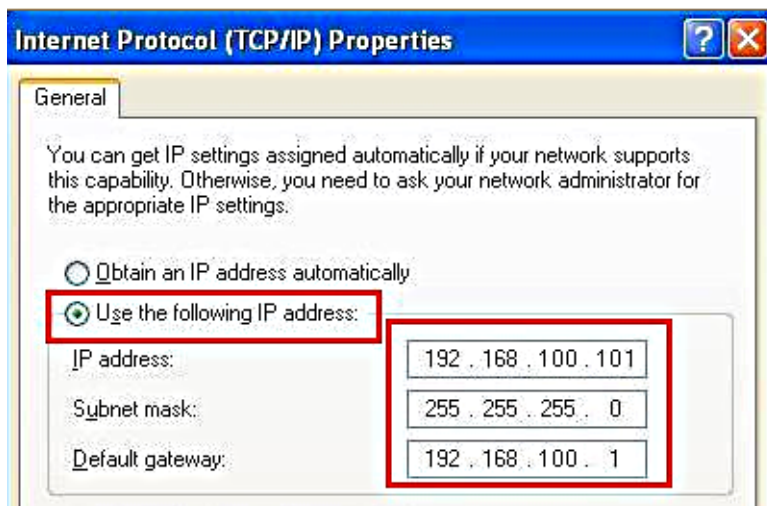 Internet Protocol (TCP/IP) Properties
General
You can get IP settings assigned automatically if your network supports
this capability. Otherwise, you need to ask your network administrator for
the appropriate IP settings.
Obtain an IP address automatically
Use the following IP address:
IP address: 192 . 168 . 100 . 101
Subnet mask: 255 . 255 . 255 . 0
Default gateway: 192 . 168 . 100 . 1